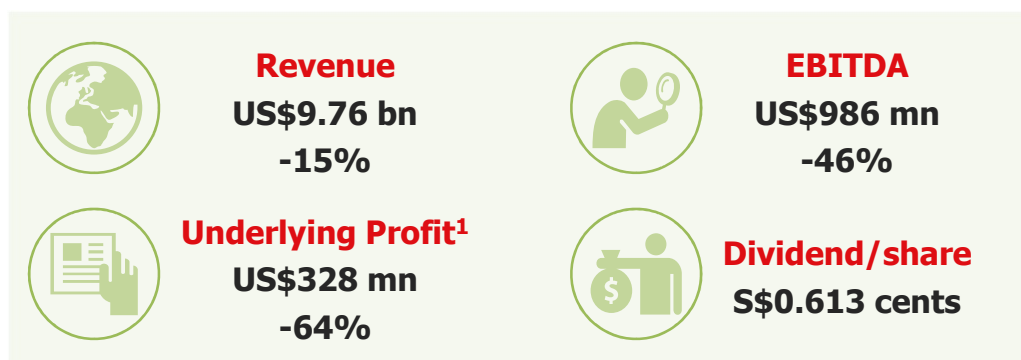 Revenue
US$9.76 bn
-15%
EBITDA
US$986 mn
-46%
Underlying Profit¹
US$328 mn
-64%
$
Dividend/share
S$0.613 cents